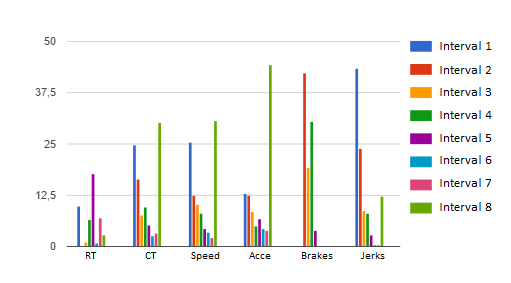 50
37,5
25
12,5
0
RT CT Speed Acce Brakes Jerks
Interval 1
Interval 2
Interval 3
Interval 4
Interval 5
Interval 6
Interval 7
Interval 8